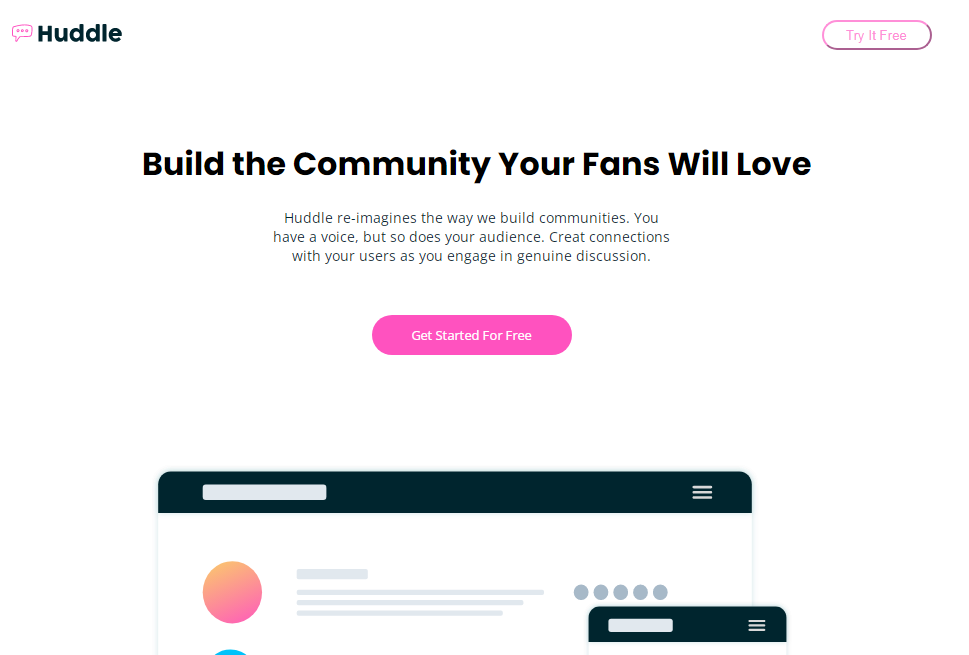 Huddle
Try It Free
Build the Community Your Fans Will Love
Huddle re-imagines the way we build communities. You
have a voice, but so does your audience. Creat connections
with your users as you engage in genuine discussion.
Get Started For Free